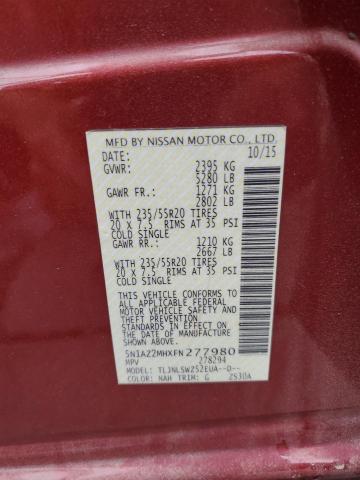 MFD BY NISSAN MOTOR CO., LTD.
DATE: 10/15
GVWR: 2395 KG
5280 LB
GAWR FR.: 1271 KG
2802 LB
WITH 235/55R20 TIRES
20 x 7.5 RIMS AT 35 PSI
COLD SINGLE
GAWR RR.: 1210 KG
2667 LB
WITH 235/55R20 TIRES
20 x 7.5 RIMS AT 35 PSI
COLD SINGLE
THIS VEHICLE CONFORMS TO
ALL APPLICABLE FEDERAL
MOTOR VEHICLE SAFETY
AND THEFT PREVENTION
STANDARDS IN EFFECT ON
THE DATE OF MANUFACTURE
SHOWN ABOVE.
5N1AZ2MHXFN277980
MPV 278294
MODEL: TLJNLSWZ52EUA--D--
COLOR: NAH TRIM: G 2S3OA